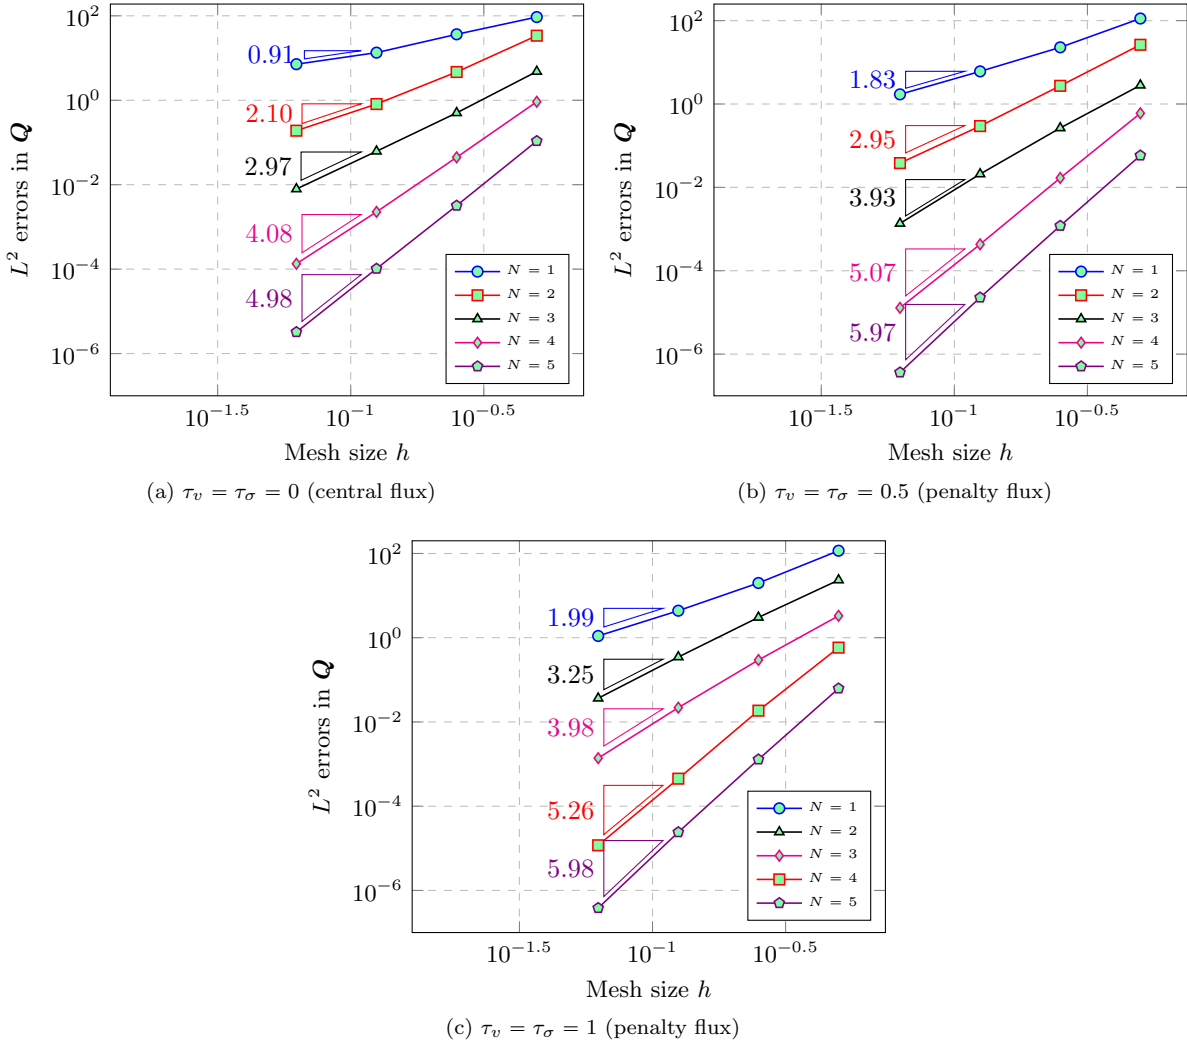 10^2
10^0
10^−2
10^−4
10^−6
L^2 errors in Q
0.91
2.10
2.97
4.08
4.98
N = 1
N = 2
N = 3
N = 4
N = 5
10^−1.5
10^−1
10^−0.5
Mesh size h
(a) τ_v = τ_σ = 0 (central flux)
10^2
10^0
10^−2
10^−4
10^−6
L^2 errors in Q
1.83
2.95
3.93
5.07
5.97
N = 1
N = 2
N = 3
N = 4
N = 5
10^−1.5
10^−1
10^−0.5
Mesh size h
(b) τ_v = τ_σ = 0.5 (penalty flux)
10^2
10^0
10^−2
10^−4
10^−6
L^2 errors in Q
1.99
3.25
3.98
5.26
5.98
N = 1
N = 2
N = 3
N = 4
N = 5
10^−1.5
10^−1
10^−0.5
Mesh size h
(c) τ_v = τ_σ = 1 (penalty flux)